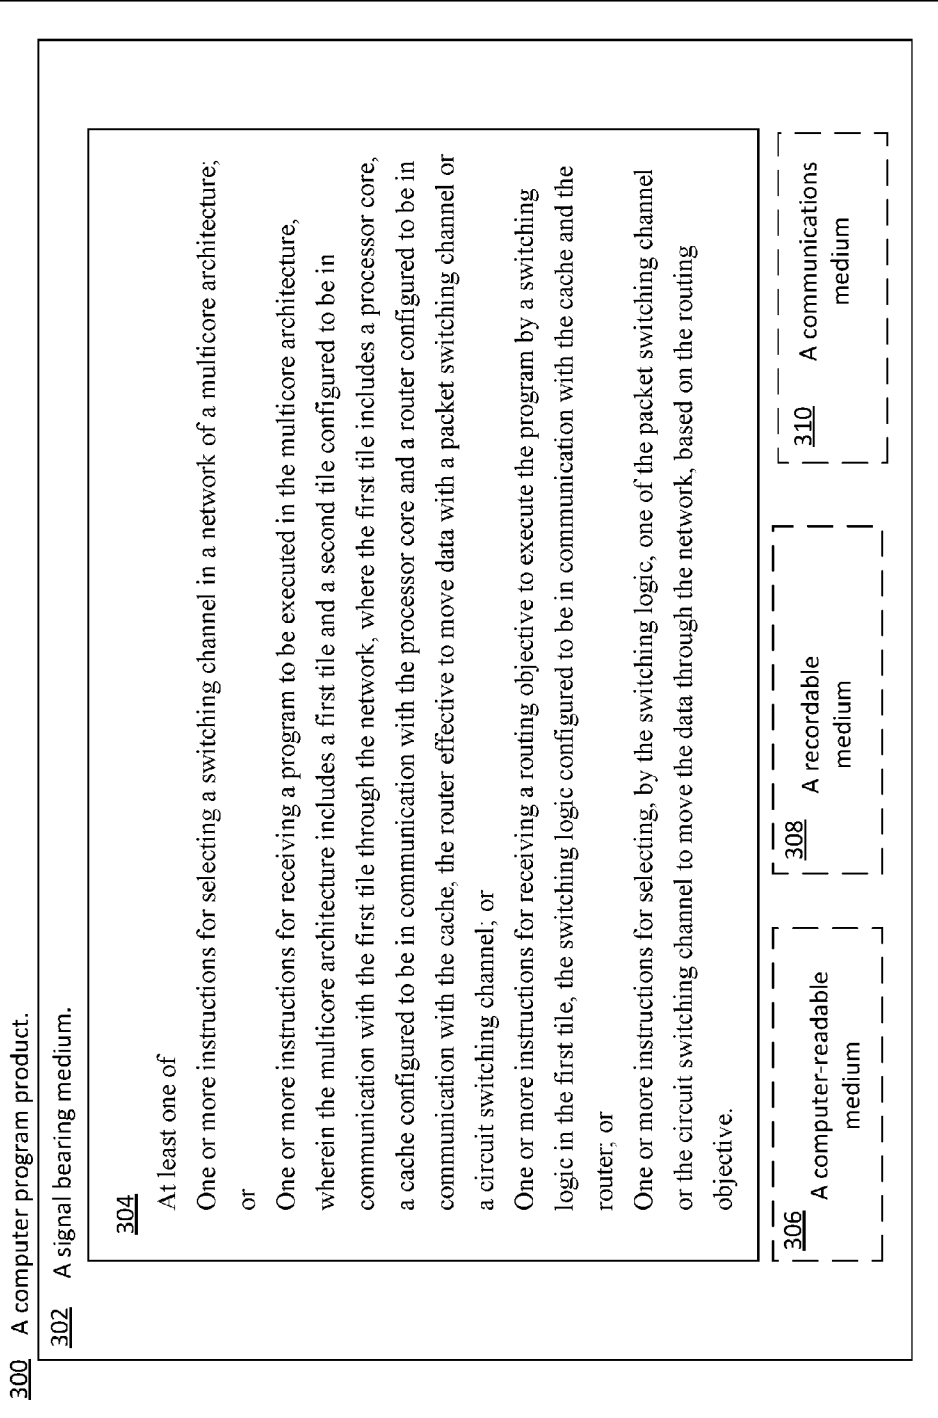 300 A computer program product.
302 A signal bearing medium.
304
At least one of
One or more instructions for selecting a switching channel in a network of a multicore architecture;
or
One or more instructions for receiving a program to be executed in the multicore architecture,
wherein the multicore architecture includes a first tile and a second tile configured to be in
communication with the first tile through the network, where the first tile includes a processor core,
a cache configured to be in communication with the processor core and a router configured to be in
communication with the cache, the router effective to move data with a packet switching channel or
a circuit switching channel; or
One or more instructions for receiving a routing objective to execute the program by a switching
logic in the first tile, the switching logic configured to be in communication with the cache and the
router; or
One or more instructions for selecting, by the switching logic, one of the packet switching channel
or the circuit switching channel to move the data through the network, based on the routing
objective.
306 A computer-readable
medium
308 A recordable
medium
310 A communications
medium